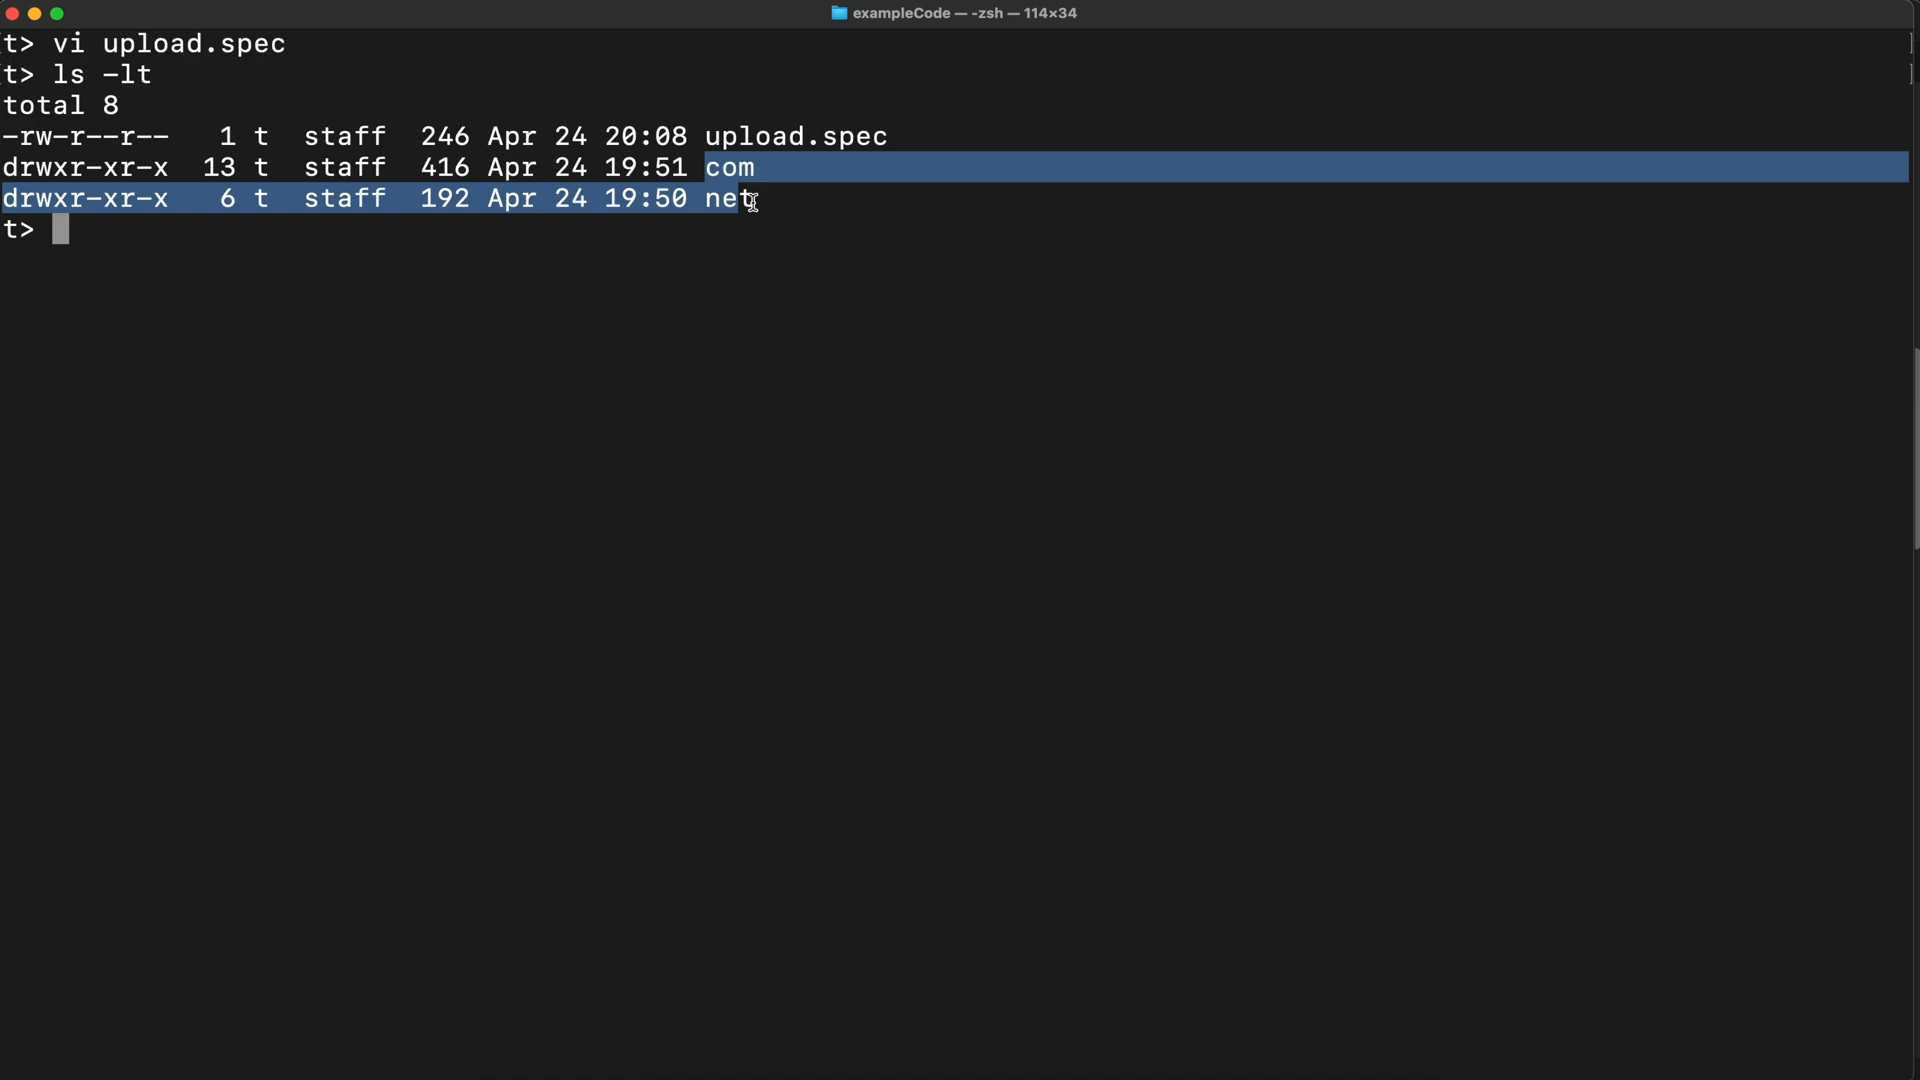 exampleCode — -zsh — 114×34
t> vi upload.spec
t> ls -lt
total 8
-rw-r--r--   1 t  staff  246 Apr 24 20:08 upload.spec
drwxr-xr-x  13 t  staff  416 Apr 24 19:51 com
drwxr-xr-x   6 t  staff  192 Apr 24 19:50 net
t>